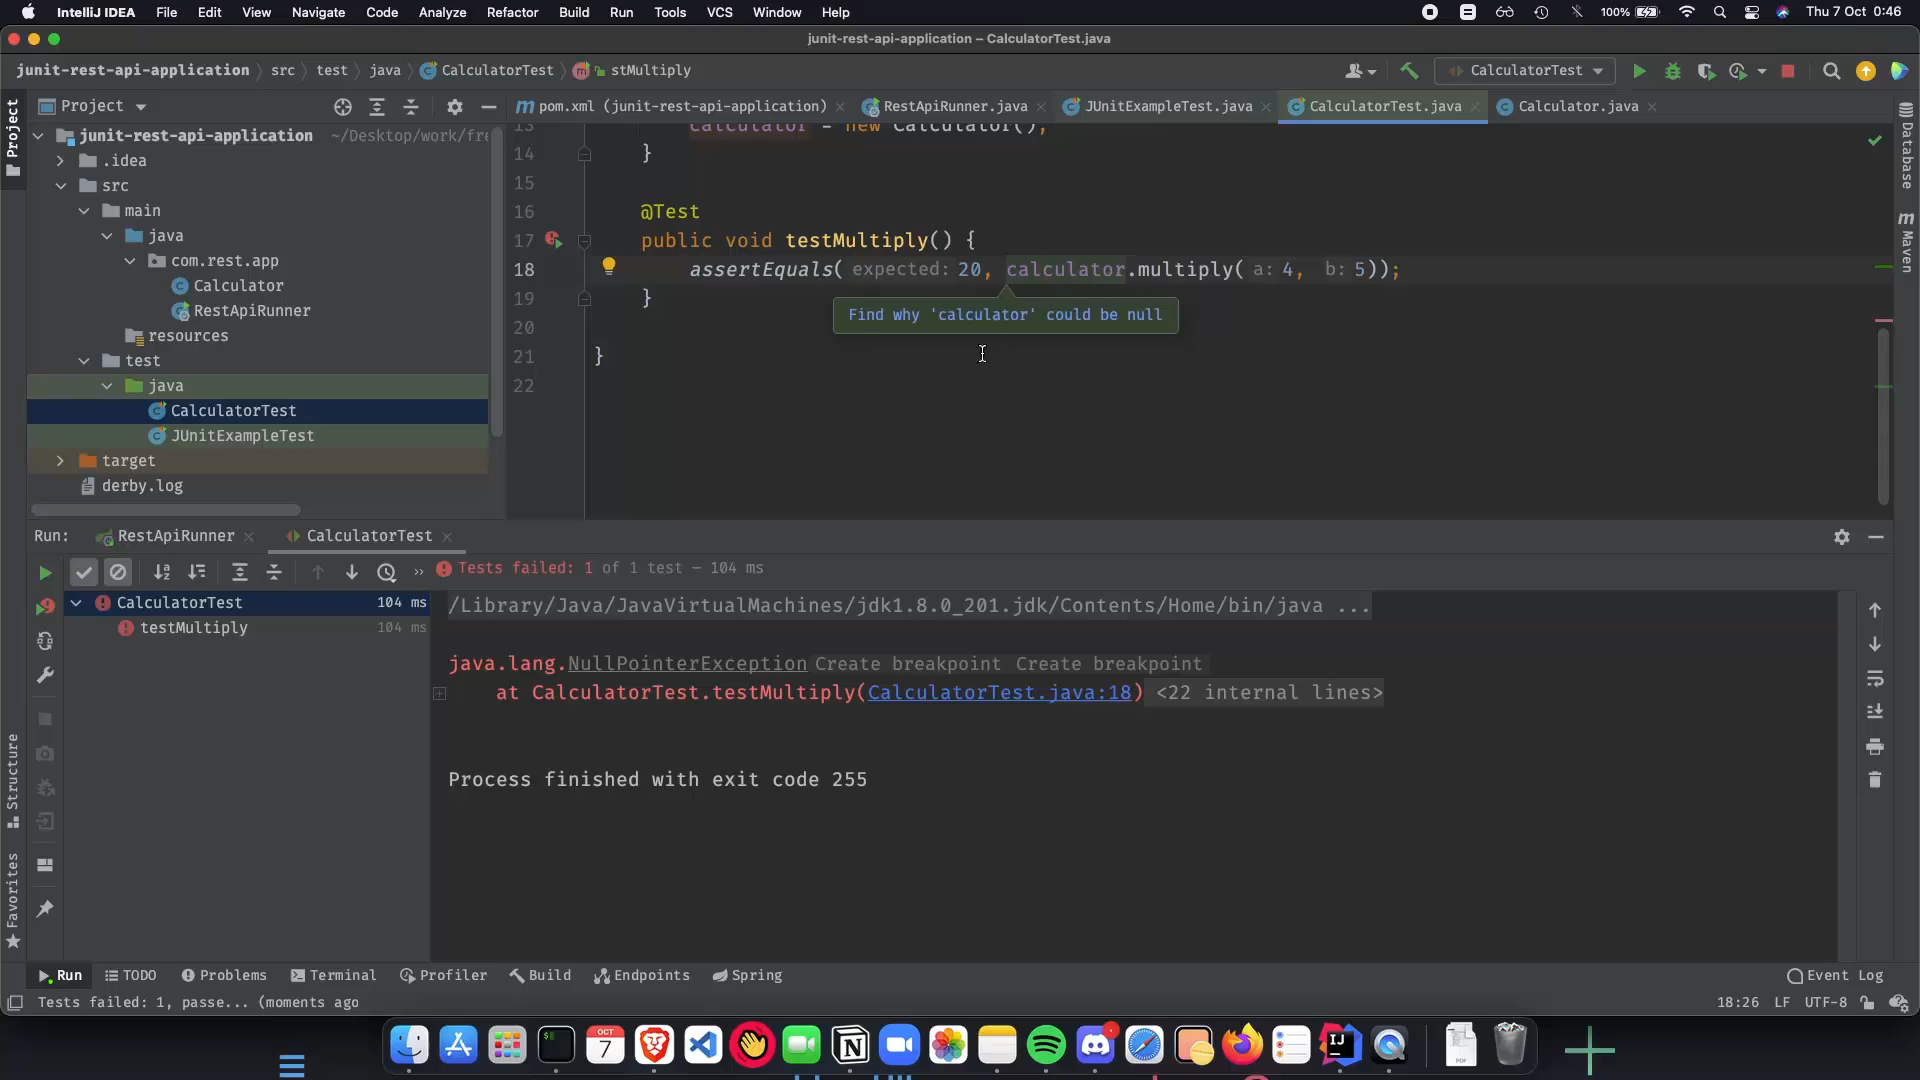 IntelliJ IDEA File Edit View Navigate Code Analyze Refactor Build Run Tools VCS Window Help 100% Thu 7 Oct 0:46
junit-rest-api-application – CalculatorTest.java
junit-rest-api-application src test java CalculatorTest stMultiply CalculatorTest
Project pom.xml (junit-rest-api-application) RestApiRunner.java JUnitExampleTest.java CalculatorTest.java Calculator.java
Project
Database
Maven
junit-rest-api-application ~/Desktop/work/fre
.idea
src
main
java
com.rest.app
Calculator
RestApiRunner
resources
test
java
CalculatorTest
JUnitExampleTest
target
derby.log
13 calculator = new Calculator();
14 }
15
16 @Test
17 public void testMultiply() {
18 assertEquals( expected: 20, calculator.multiply( a: 4, b: 5));
19 }
Find why 'calculator' could be null
20
21 }
22
Run: RestApiRunner CalculatorTest
Tests failed: 1 of 1 test – 104 ms
CalculatorTest 104 ms
testMultiply 104 ms
/Library/Java/JavaVirtualMachines/jdk1.8.0_201.jdk/Contents/Home/bin/java ...
java.lang.NullPointerException Create breakpoint Create breakpoint
at CalculatorTest.testMultiply(CalculatorTest.java:18) <22 internal lines>
Process finished with exit code 255
Structure
Favorites
Run TODO Problems Terminal Profiler Build Endpoints Spring Event Log
Tests failed: 1, passe... (moments ago 18:26 LF UTF-8
OCT
7
IJ
PDF